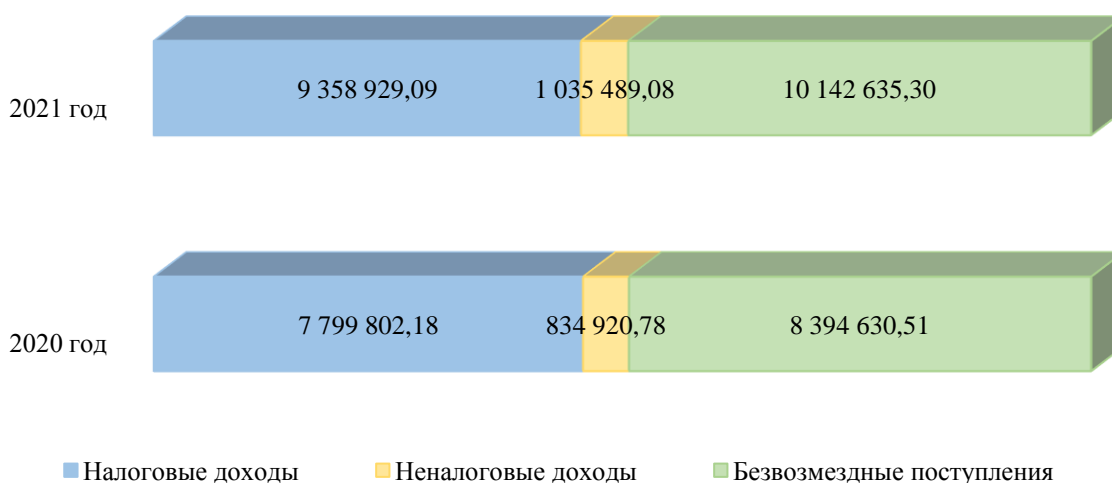 2021 год
9 358 929,09
1 035 489,08
10 142 635,30
2020 год
7 799 802,18
834 920,78
8 394 630,51
Налоговые доходы
Неналоговые доходы
Безвозмездные поступления